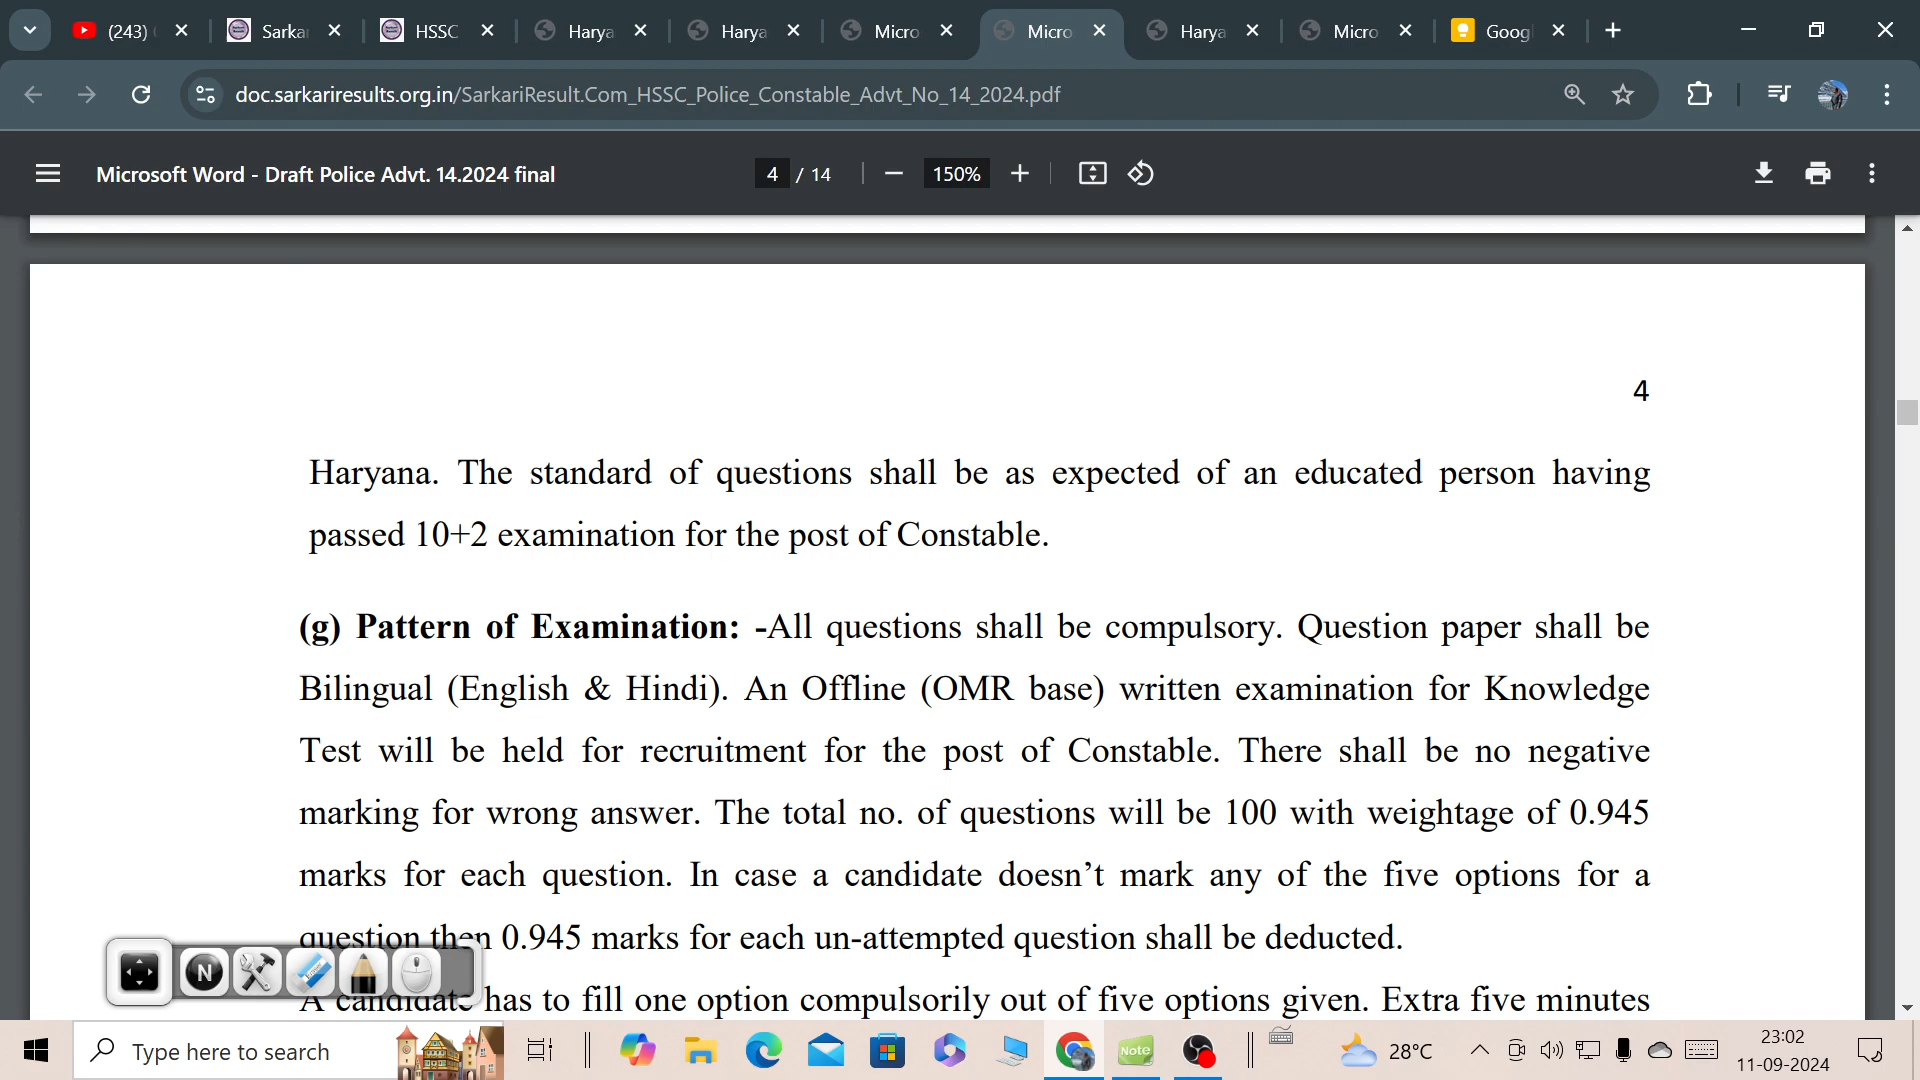 (243)
Sarka
HSSC
Harya
Harya
Micro
Micro
Harya
Micro
Goog
doc.sarkariresults.org.in/SarkariResult.Com_HSSC_Police_Constable_Advt_No_14_2024.pdf
Microsoft Word - Draft Police Advt. 14.2024 final
4 / 14
150%
4
Haryana. The standard of questions shall be as expected of an educated person having
passed 10+2 examination for the post of Constable.
(g) Pattern of Examination: -All questions shall be compulsory. Question paper shall be
Bilingual (English & Hindi). An Offline (OMR base) written examination for Knowledge
Test will be held for recruitment for the post of Constable. There shall be no negative
marking for wrong answer. The total no. of questions will be 100 with weightage of 0.945
marks for each question. In case a candidate doesn’t mark any of the five options for a
question then 0.945 marks for each un-attempted question shall be deducted.
A candidate has to fill one option compulsorily out of five options given. Extra five minutes
N
Type here to search
Note
28°C
23:02
11-09-2024